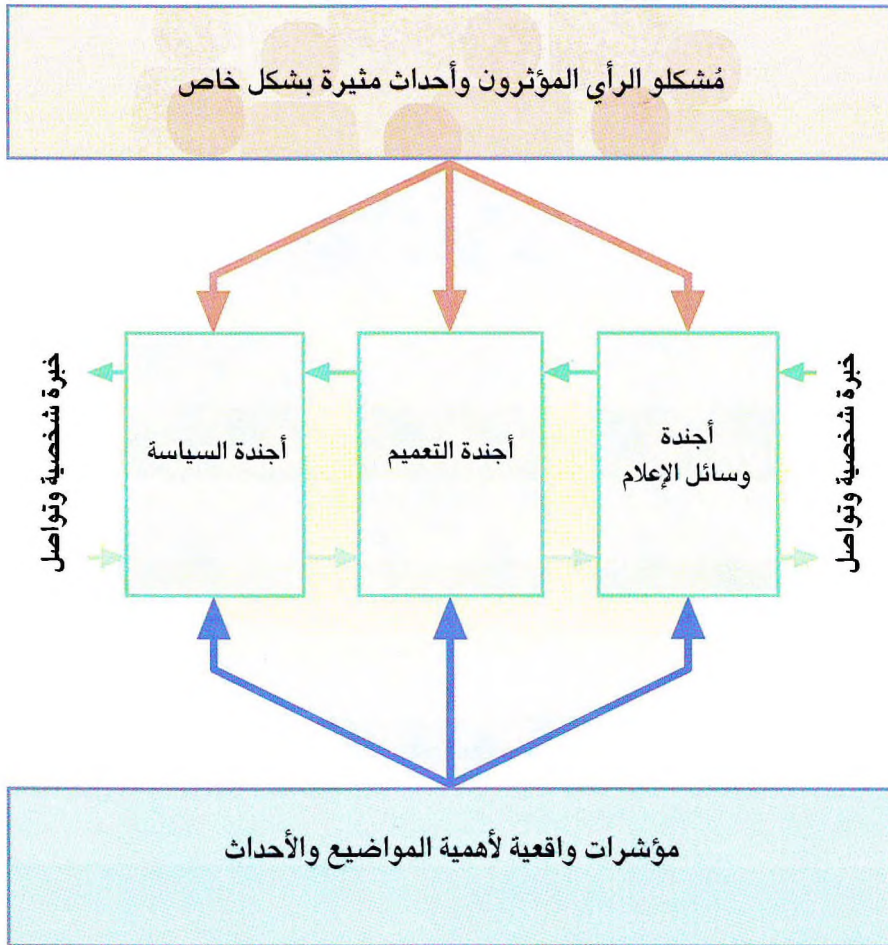 مُشكلو الرأي المؤثرون وأحداث مثيرة بشكل خاص
خبرة شخصية وتواصل
أجندة
وسائل الإعلام
أجندة التعميم
أجندة السياسة
خبرة شخصية وتواصل
مؤشرات واقعية لأهمية المواضيع والأحداث